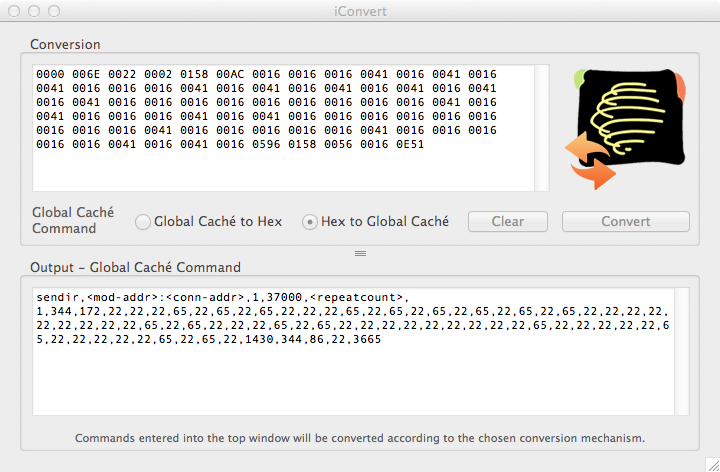 iConvert
Conversion
0000 006E 0022 0002 0158 00AC 0016 0016 0016 0041 0016 0041 0016
0041 0016 0016 0016 0041 0016 0041 0016 0041 0016 0041 0016 0041
0016 0041 0016 0016 0016 0016 0016 0016 0016 0016 0016 0041 0016
0041 0016 0016 0016 0041 0016 0041 0016 0016 0016 0016 0016 0016
0016 0016 0016 0041 0016 0016 0016 0016 0016 0041 0016 0016 0016
0016 0016 0041 0016 0041 0016 0596 0158 0056 0016 0E51
Global Caché
Command
Global Caché to Hex
Hex to Global Caché
Clear
Convert
Output – Global Caché Command
sendir,<mod-addr>:<conn-addr>,1,37000,<repeatcount>,
1,344,172,22,22,22,65,22,65,22,65,22,22,22,65,22,65,22,65,22,65,22,65,22,65,22,22,22,
22,22,22,22,22,65,22,65,22,22,22,65,22,65,22,22,22,22,22,22,22,22,22,65,22,22,22,22,22,6
5,22,22,22,22,22,65,22,65,22,1430,344,86,22,3665
Commands entered into the top window will be converted according to the chosen conversion mechanism.